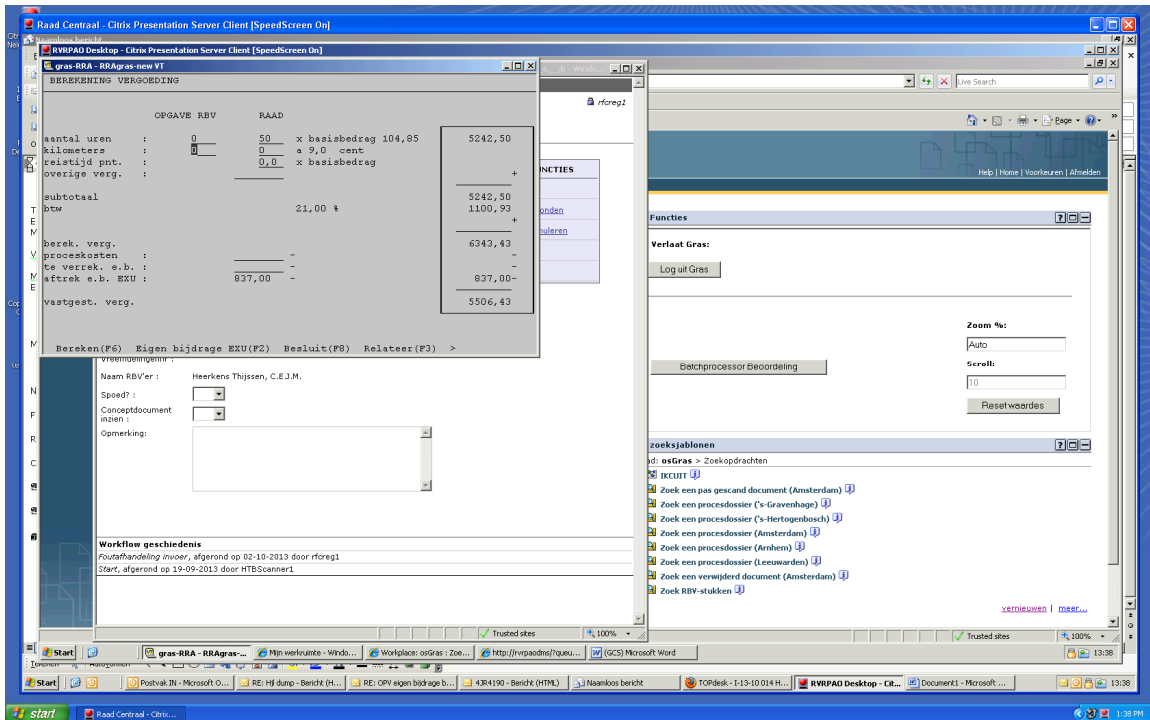 Raad Centraal - Citrix Presentation Server Client [SpeedScreen On]
Naamloos bericht
RVRPAO Desktop - Citrix Presentation Server Client [SpeedScreen On]
gras-RRA - RRAgras-new VT
BEREKENING VERGOEDING
OPGAVE RBV RAAD
aantal uren : 0 50 x basisbedrag 104,85 5242,50
kilometers : 0 0 a 9,0 cent
reistijd pnt. : 0,0 x basisbedrag
overige verg. : +
subtotaal 5242,50
btw 21,00 % 1100,93
+
berek. verg. 6343,43
proceskosten : - -
te verrek. e.b. : - -
aftrek e.b. EXU : 837,00 - 837,00-
vastgest. verg. 5506,43
Bereken(F6) Eigen bijdrage EXU(F2) Besluit(F8) Relateer(F3) >
rfcreg1
NCTIES
onden
uleren
Vreemdelingennr :
Naam RBV'er : Heerkens Thijssen, C.E.J.M.
Spoed? :
Conceptdocument
inzien :
Opmerking:
Workflow geschiedenis
Foutafhandeling invoer, afgerond op 02-10-2013 door rfcreg1
Start, afgerond op 19-09-2013 door HTBScanner1
Trusted sites 100%
Live Search
Page
Help | Home | Voorkeuren | Afmelden
Functies
Verlaat Gras:
Log uit Gras
Zoom %:
Auto
Scroll:
10
Reset waardes
Batchprocessor Beoordeling
zoeksjablonen
ad: osGras > Zoekopdrachten
IKCUIT
Zoek een pas gescand document (Amsterdam)
Zoek een procesdossier ('s-Gravenhage)
Zoek een procesdossier ('s-Hertogenbosch)
Zoek een procesdossier (Amsterdam)
Zoek een procesdossier (Arnhem)
Zoek een procesdossier (Leeuwarden)
Zoek een verwijderd document (Amsterdam)
Zoek RBV-stukken
vernieuwen | meer...
Trusted sites 100%
Start gras-RRA - RRAgras-... Mijn werkruimte - Windo... Workplace: osGras : Zoe... http://rvpaodms/?queu... (GCS) Microsoft Word 13:38
Start Postvak IN - Microsoft O... RE: Hij dump - Bericht (H... RE: OPV eigen bijdrage b... 4JR4190 - Bericht (HTML) Naamloos bericht TOPdesk - I-13-10 014 H... RVRPAO Desktop - Cit... Document1 - Microsoft ... 13:38
start Raad Centraal - Citrix... 1:38 PM